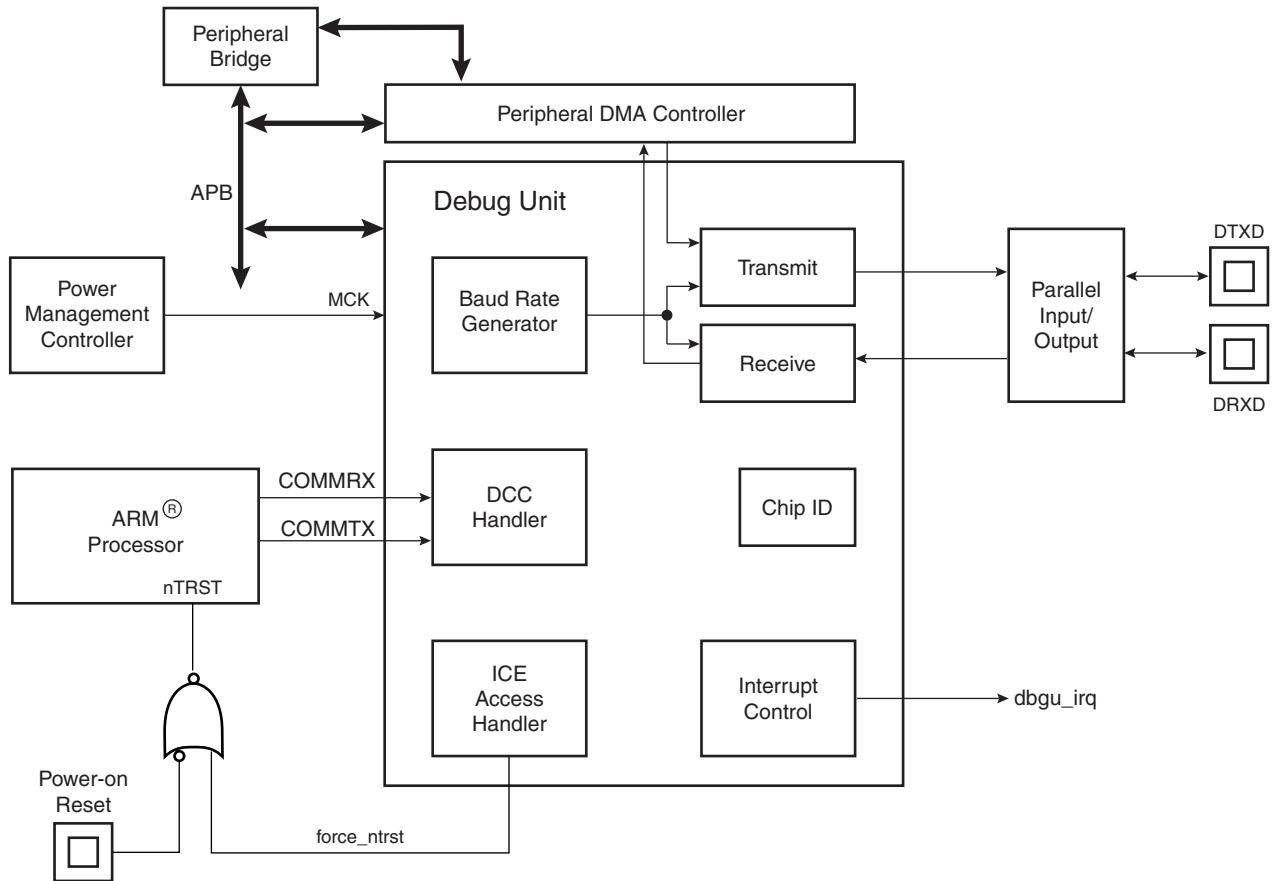 Peripheral
Bridge
Peripheral DMA Controller
APB
Debug Unit
Power
Management
Controller
MCK
Baud Rate
Generator
Transmit
Receive
Parallel
Input/
Output
DTXD
DRXD
ARM®
Processor
nTRST
COMMRX
COMMTX
DCC
Handler
Chip ID
ICE
Access
Handler
Interrupt
Control
dbgu_irq
Power-on
Reset
force_ntrst